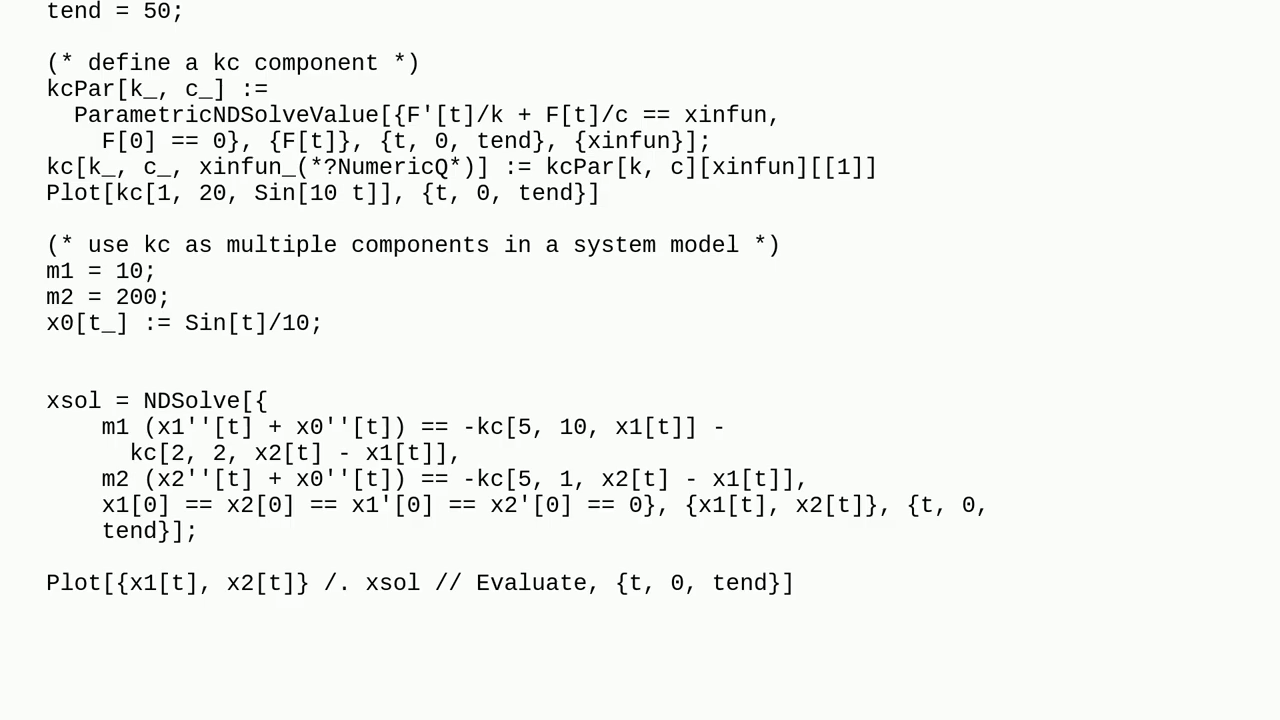 tend = 50;
(* define a kc component *)
kcPar[k_, c_] :=
ParametricNDSolveValue[{F'[t]/k + F[t]/c == xinfun,
F[0] == 0}, {F[t]}, {t, 0, tend}, {xinfun}];
kc[k_, c_, xinfun_(*?NumericQ*)] := kcPar[k, c][xinfun][[1]]
Plot[kc[1, 20, Sin[10 t]], {t, 0, tend}]
(* use kc as multiple components in a system model *)
m1 = 10;
m2 = 200;
x0[t_] := Sin[t]/10;
xsol = NDSolve[{
m1 (x1''[t] + x0''[t]) == -kc[5, 10, x1[t]] -
kc[2, 2, x2[t] - x1[t]],
m2 (x2''[t] + x0''[t]) == -kc[5, 1, x2[t] - x1[t]],
x1[0] == x2[0] == x1'[0] == x2'[0] == 0}, {x1[t], x2[t]}, {t, 0,
tend}];
Plot[{x1[t], x2[t]} /. xsol // Evaluate, {t, 0, tend}]